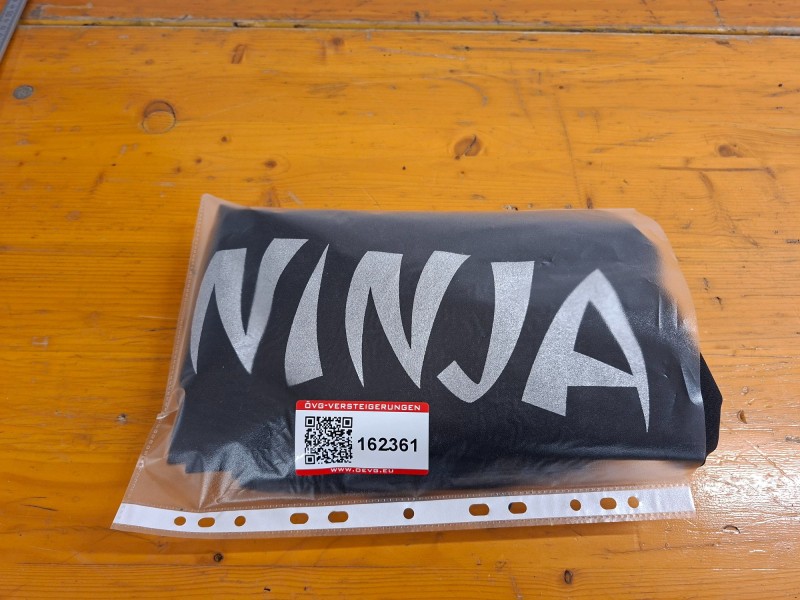 NINJA
ÖVG-VERSTEIGERUNGEN
162361
WWW.OEVG.EU